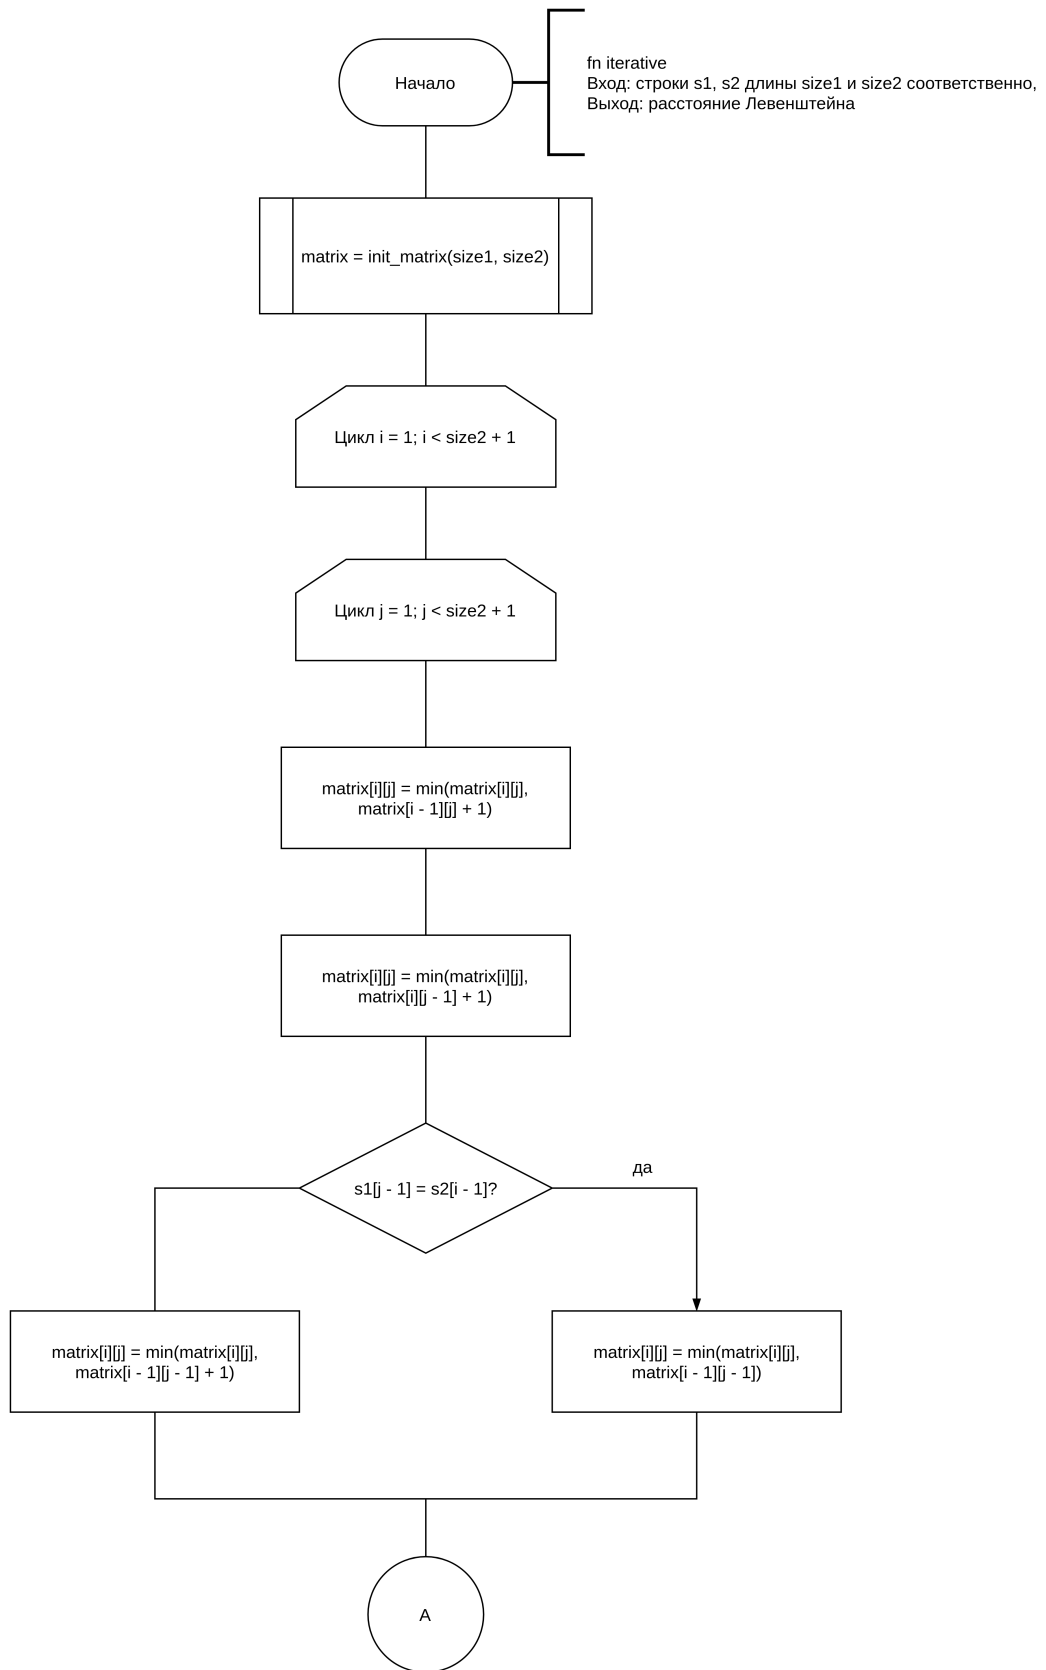 Начало
fn iterative
Вход: строки s1, s2 длины size1 и size2 соответственно,
Выход: расстояние Левенштейна
matrix = init_matrix(size1, size2)
Цикл i = 1; i < size2 + 1
Цикл j = 1; j < size2 + 1
matrix[i][j] = min(matrix[i][j],
matrix[i - 1][j] + 1)
matrix[i][j] = min(matrix[i][j],
matrix[i][j - 1] + 1)
s1[j - 1] = s2[i - 1]?
да
matrix[i][j] = min(matrix[i][j],
matrix[i - 1][j - 1] + 1)
matrix[i][j] = min(matrix[i][j],
matrix[i - 1][j - 1])
A